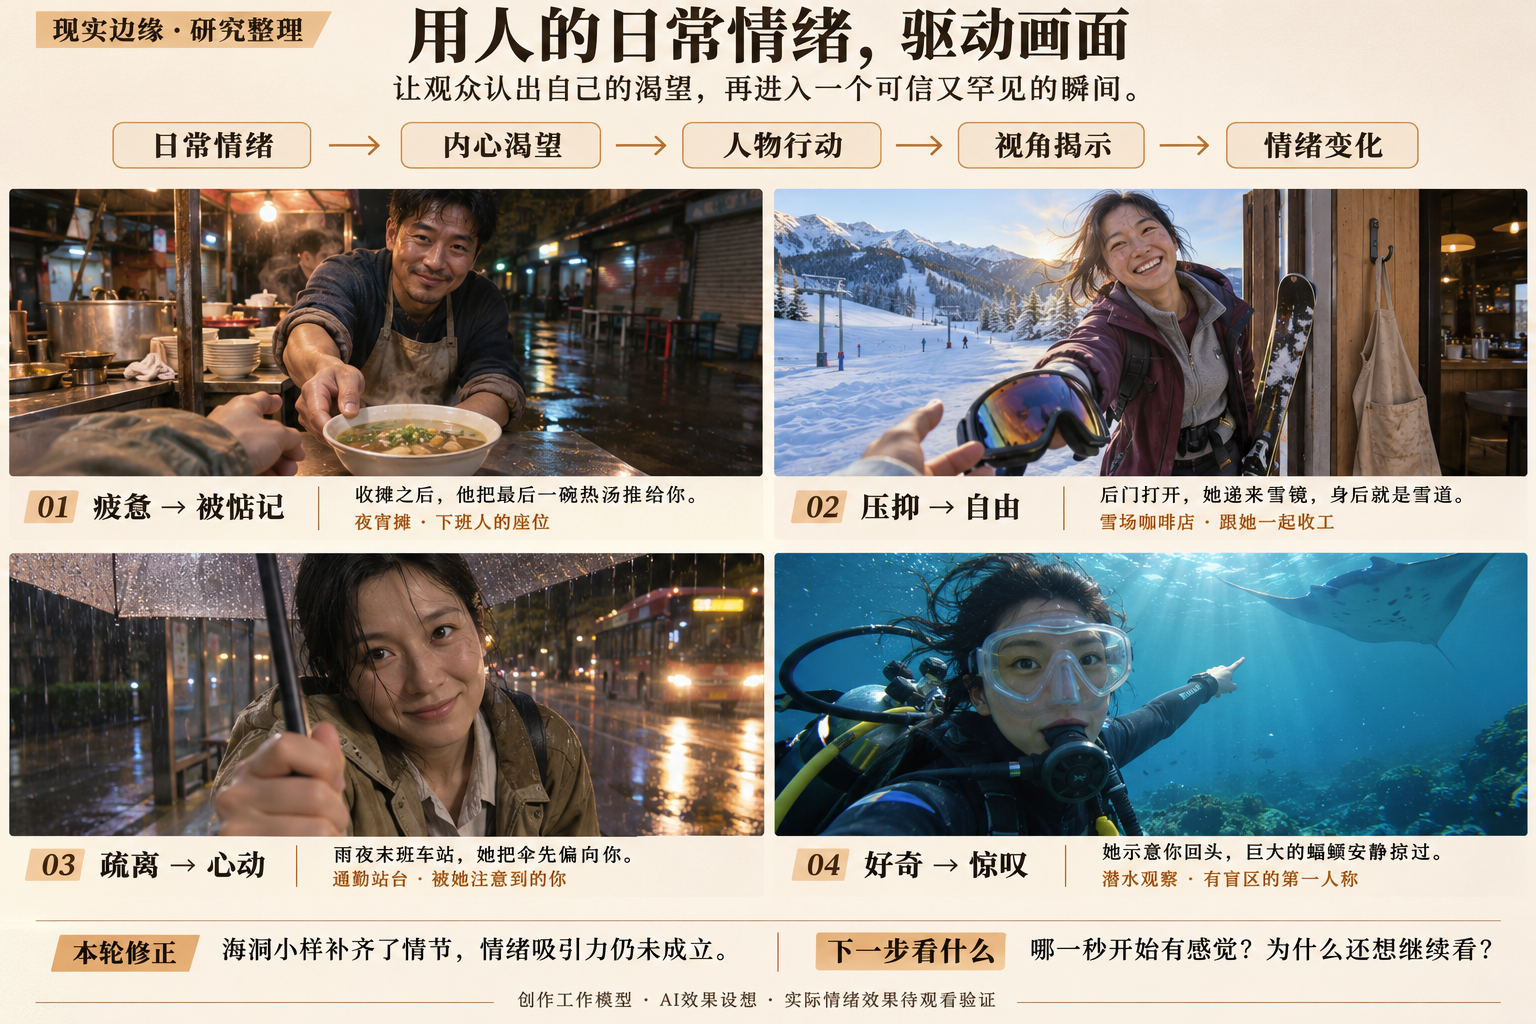 现实边缘 · 研究整理
用人的日常情绪，驱动画面
让观众认出自己的渴望，再进入一个可信又罕见的瞬间。
日常情绪 → 内心渴望 → 人物行动 → 视角揭示 → 情绪变化
01 疲惫 → 被惦记
收摊之后，他把最后一碗热汤推给你。
夜宵摊 · 下班人的座位
02 压抑 → 自由
后门打开，她递来雪镜，身后就是雪道。
雪场咖啡店 · 跟她一起收工
03 疏离 → 心动
雨夜末班车站，她把伞先偏向你。
通勤站台 · 被她注意到的你
04 好奇 → 惊叹
她示意你回头，巨大的蝠鲼安静掠过。
潜水观察 · 有盲区的第一人称
本轮修正 海洞小样补齐了情节，情绪吸引力仍未成立。
下一步看什么 哪一秒开始有感觉？为什么还想继续看？
创作工作模型 · AI效果设想 · 实际情绪效果待观看验证